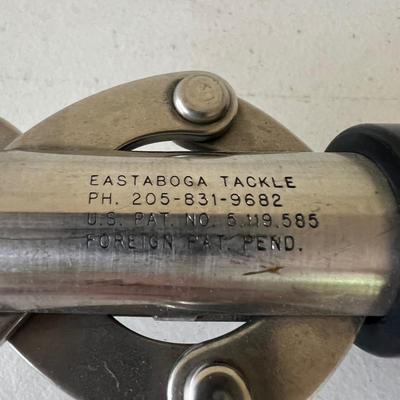 EASTABOGA TACKLE
PH. 205-831-9682
U.S. PAT. NO. 5,119,585
FOREIGN PAT. PEND.